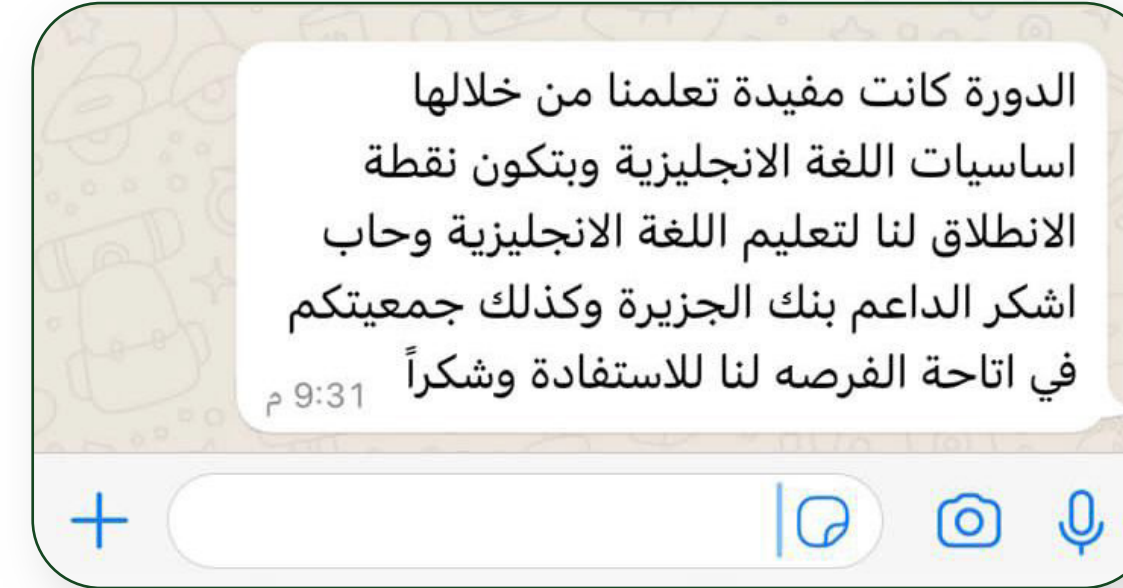 الدورة كانت مفيدة تعلمنا من خلالها
اساسيات اللغة الانجليزية وبتكون نقطة
الانطلاق لنا لتعليم اللغة الانجليزية وحاب
اشكر الداعم بنك الجزيرة وكذلك جمعيتكم
في اتاحة الفرصه لنا للاستفادة وشكراً
9:31 م